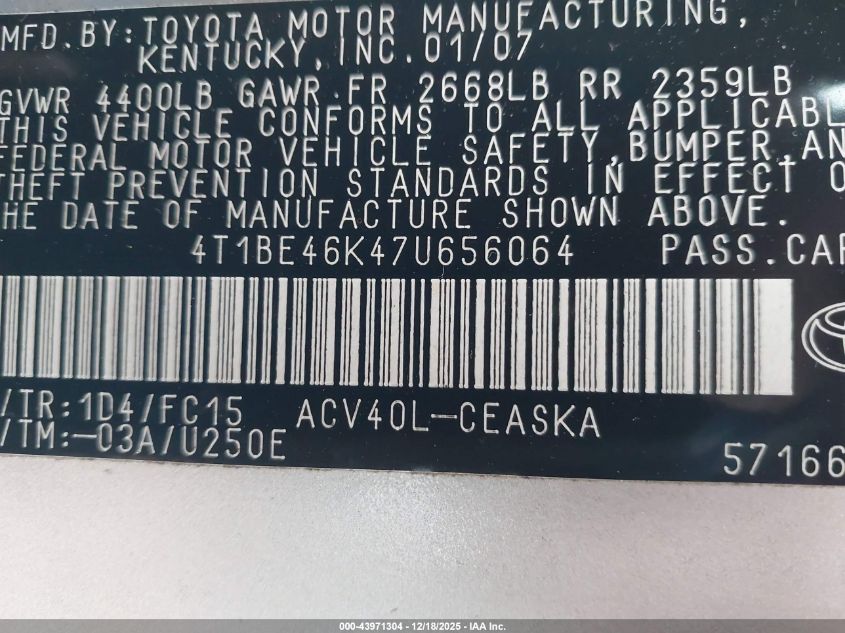 MFD. BY: TOYOTA MOTOR MANUFACTURING,
KENTUCKY, INC. 01/07
GVWR 4400LB GAWR FR 2668LB RR 2359LB
THIS VEHICLE CONFORMS TO ALL APPLICABL
FEDERAL MOTOR VEHICLE SAFETY, BUMPER, AN
THEFT PREVENTION STANDARDS IN EFFECT O
THE DATE OF MANUFACTURE SHOWN ABOVE.
4T1BE46K47U656064 PASS. CAR
/TR: 1D4/FC15 ACV40L-CEASKA
/TM:-03A/U250E
57166
000-43971304 - 12/18/2025 - IAA Inc.